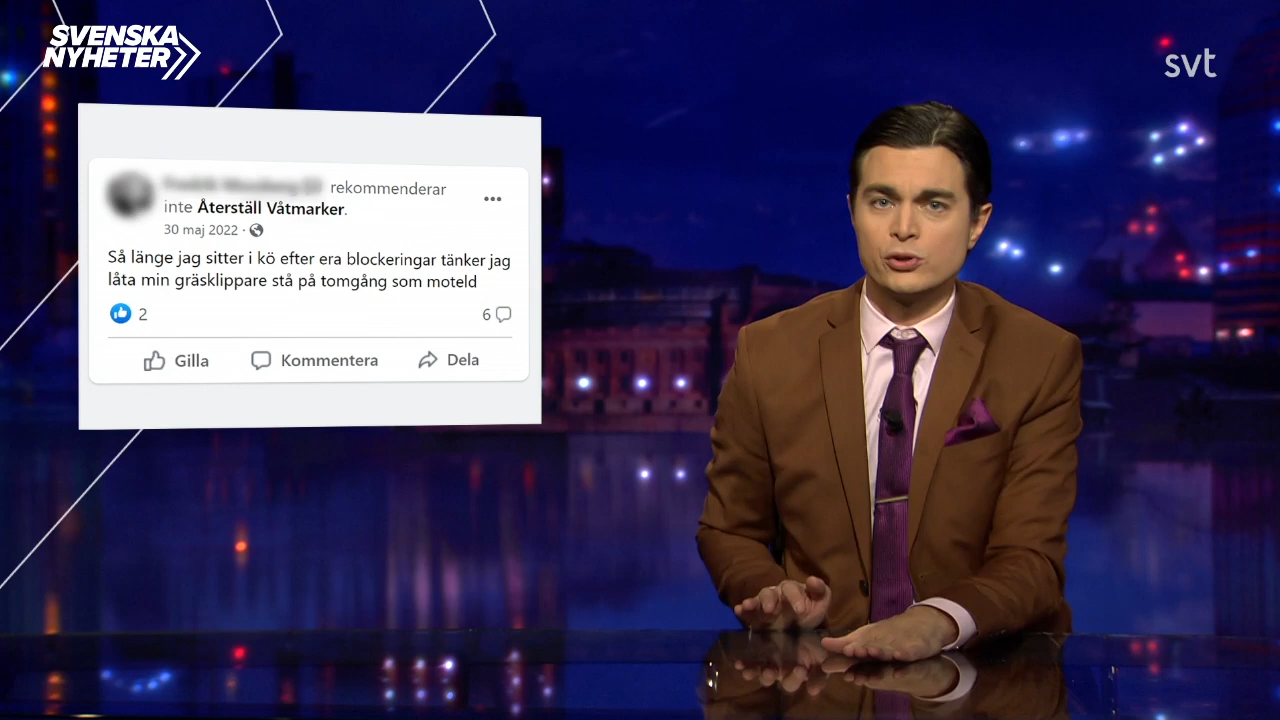 SVENSKA
NYHETER
svt
rekommenderar
inte Återställ Våtmarker.
30 maj 2022 ·
Så länge jag sitter i kö efter era blockeringar tänker jag
låta min gräsklippare stå på tomgång som moteld
2
6
Gilla
Kommentera
Dela